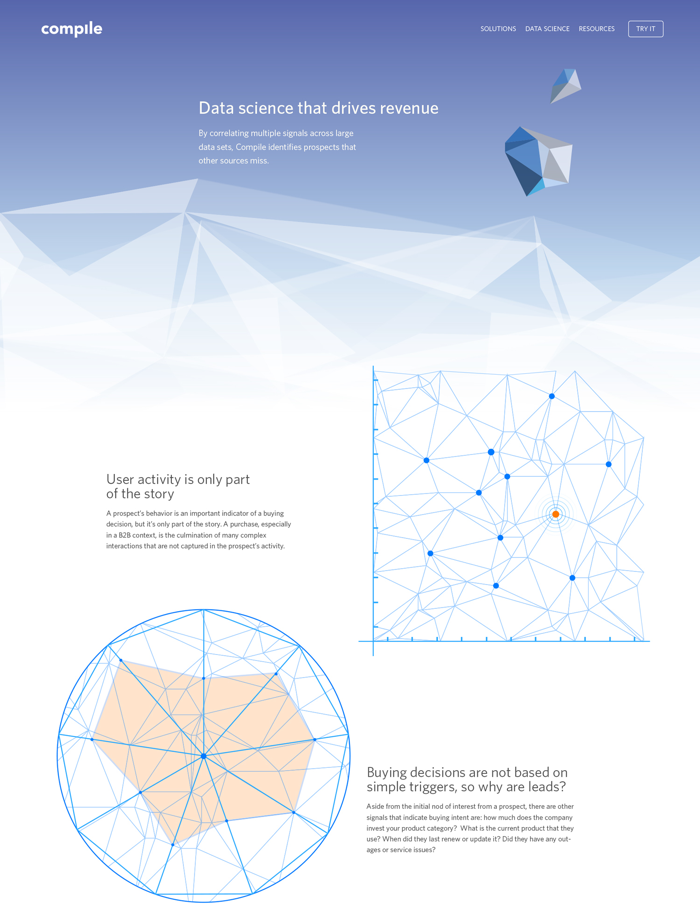 compile
SOLUTIONS DATA SCIENCE RESOURCES TRY IT
Data science that drives revenue
By correlating multiple signals across large
data sets, Compile identifies prospects that
other sources miss.
User activity is only part
of the story
A prospect's behavior is an important indicator of a buying
decision, but it's only part of the story. A purchase, especially
in a B2B context, is the culmination of many complex
interactions that are not captured in the prospect's activity.
Buying decisions are not based on
simple triggers, so why are leads?
Aside from the initial nod of interest from a prospect, there are other
signals that indicate buying intent are: how much does the company
invest your product category? What is the current product that they
use? When did they last renew or update it? Did they have any out-
ages or service issues?